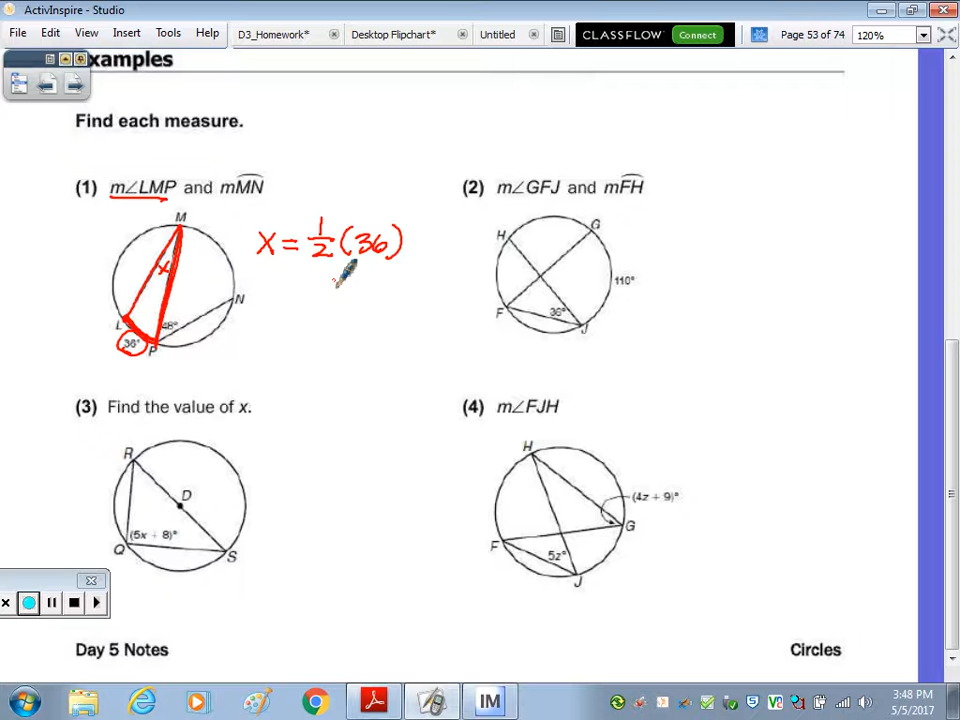 ActivInspire - Studio
File Edit View Insert Tools Help D3_Homework* Desktop Flipchart* Untitled CLASSFLOW Connect Page 53 of 74 120%
xamples
Find each measure.
(1) m∠LMP and mMN
(2) m∠GFJ and mFH
M
X
N
L
48°
36°
P
X = 1/2 (36)
G
H
110°
F
36°
J
(3) Find the value of x.
(4) m∠FJH
R
D
(5x + 8)°
Q
S
H
(4z + 9)°
G
F
5z°
J
Day 5 Notes Circles
IM
3:48 PM
5/5/2017